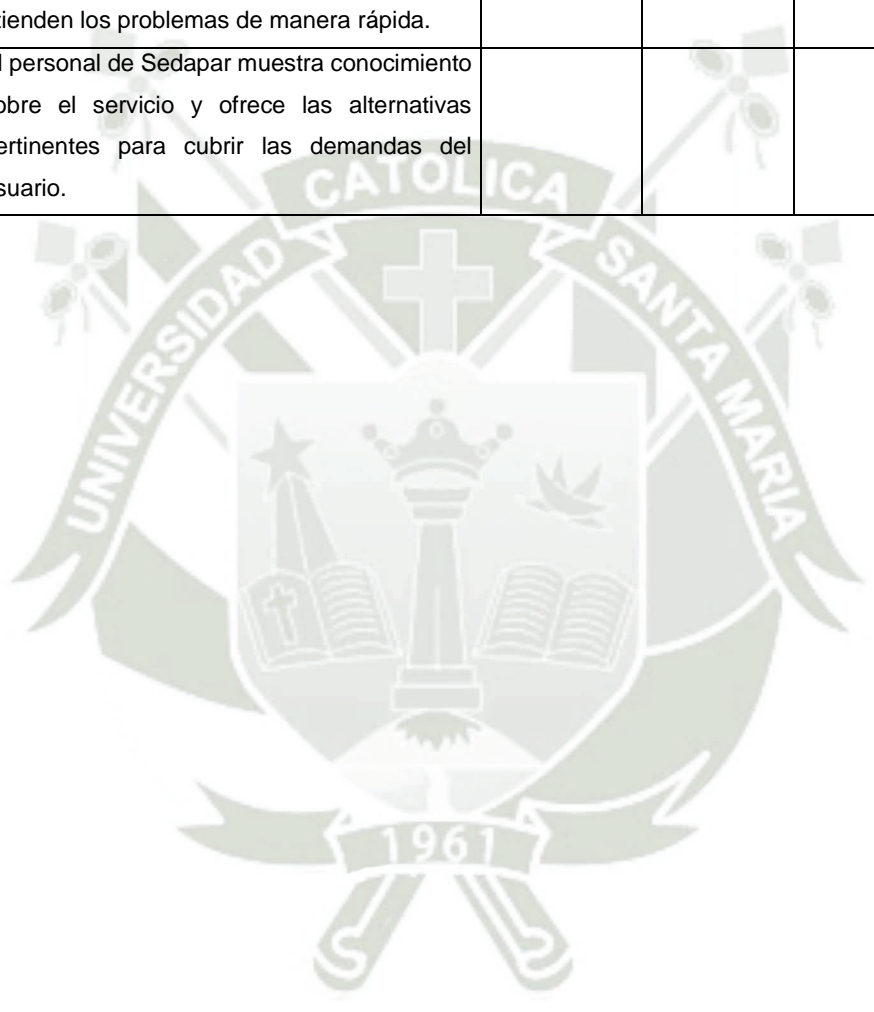 tienden los problemas de manera rápida.
l personal de Sedapar muestra conocimiento
obre el servicio y ofrece las alternativas
ertinentes para cubrir las demandas del
suario.
UNIVERSIDAD CATOLICA SANTA MARIA
1961